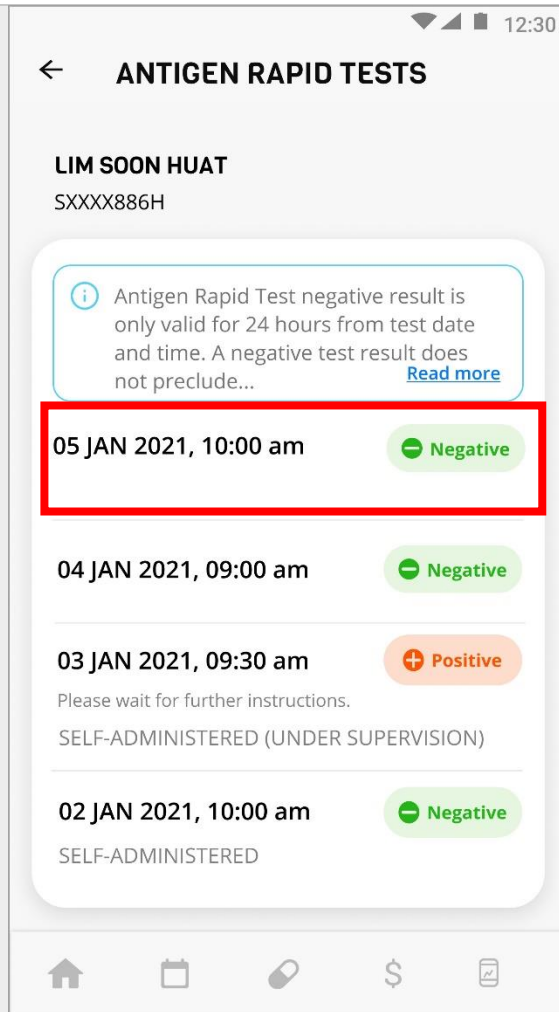 12:30
ANTIGEN RAPID TESTS
LIM SOON HUAT
SXXXX886H
Antigen Rapid Test negative result is
only valid for 24 hours from test date
and time. A negative test result does
not preclude... Read more
05 JAN 2021, 10:00 am Negative
04 JAN 2021, 09:00 am Negative
03 JAN 2021, 09:30 am Positive
Please wait for further instructions.
SELF-ADMINISTERED (UNDER SUPERVISION)
02 JAN 2021, 10:00 am Negative
SELF-ADMINISTERED